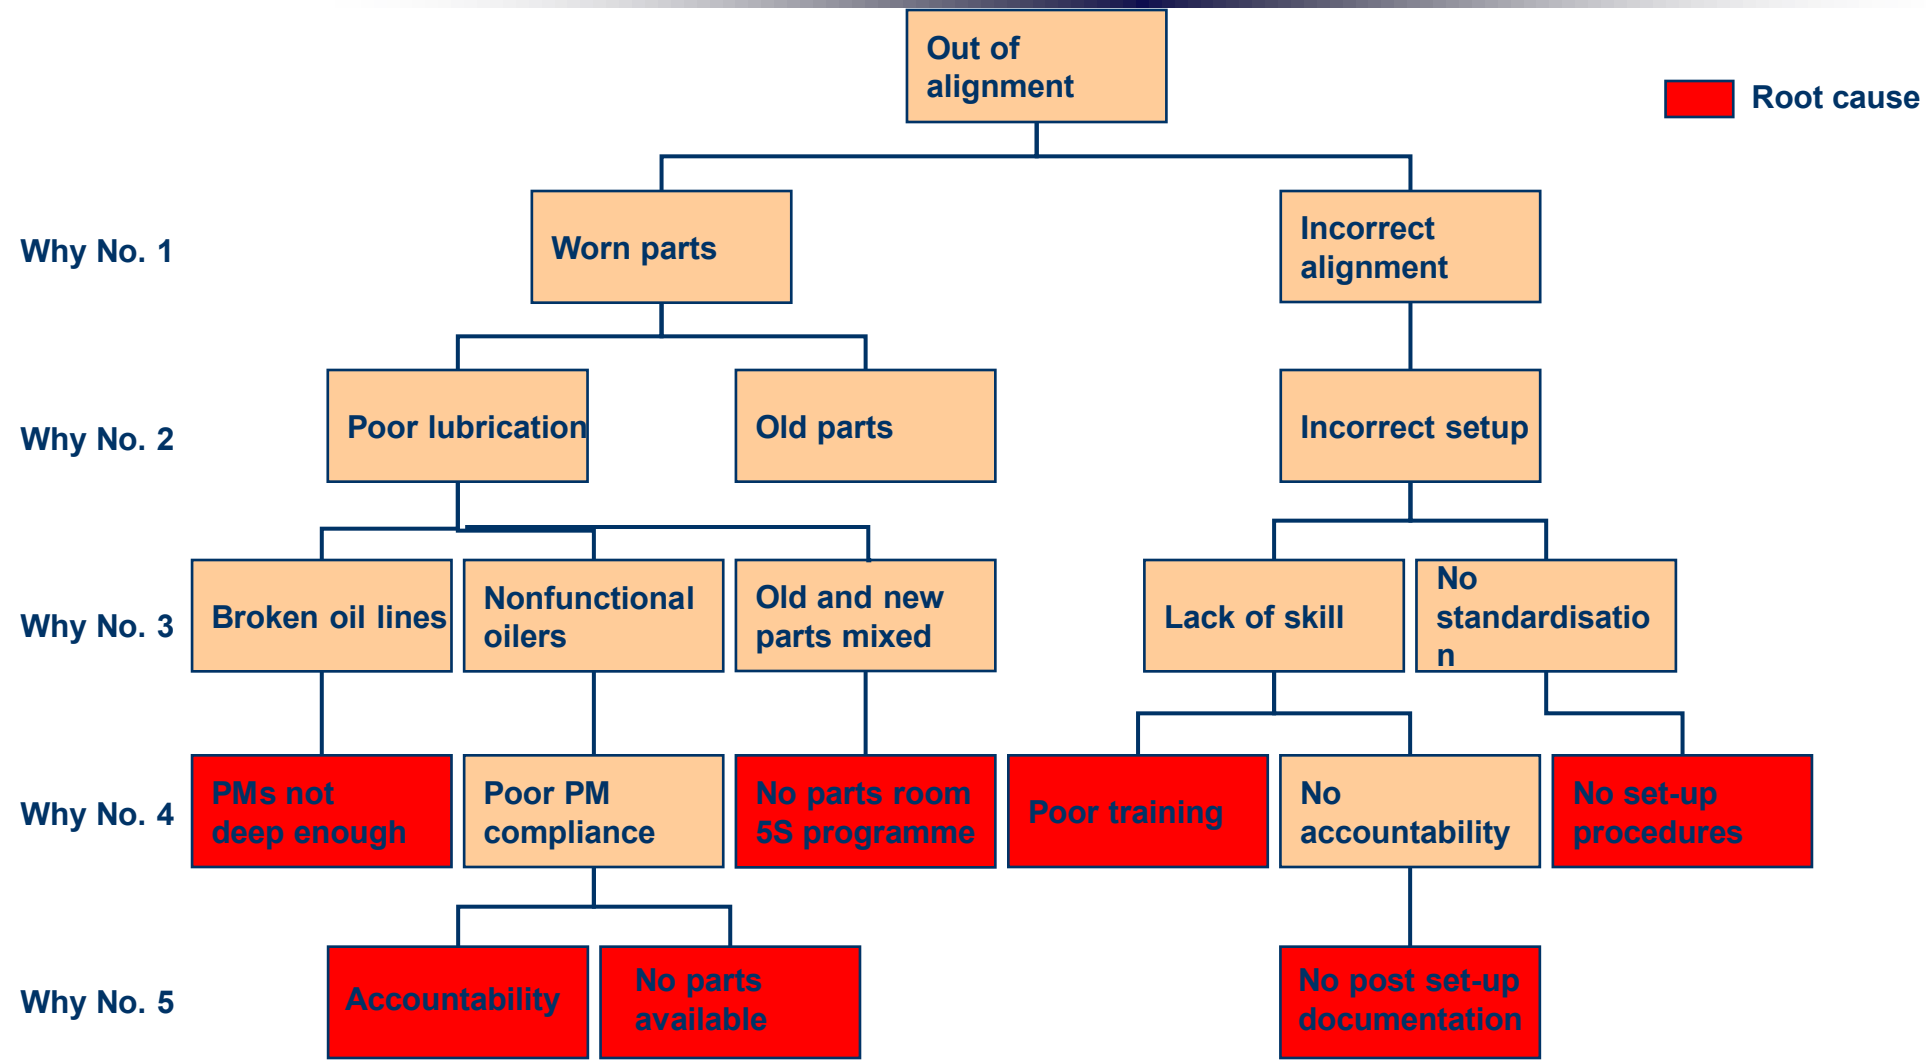 Out of
alignment
Root cause
Why No. 1
Worn parts
Incorrect
alignment
Why No. 2
Poor lubrication
Old parts
Incorrect setup
Why No. 3
Broken oil lines
Nonfunctional
oilers
Old and new
parts mixed
Lack of skill
No
standardisatio
n
Why No. 4
PMs not
deep enough
Poor PM
compliance
No parts room
5S programme
Poor training
No
accountability
No set-up
procedures
Why No. 5
Accountability
No parts
available
No post set-up
documentation